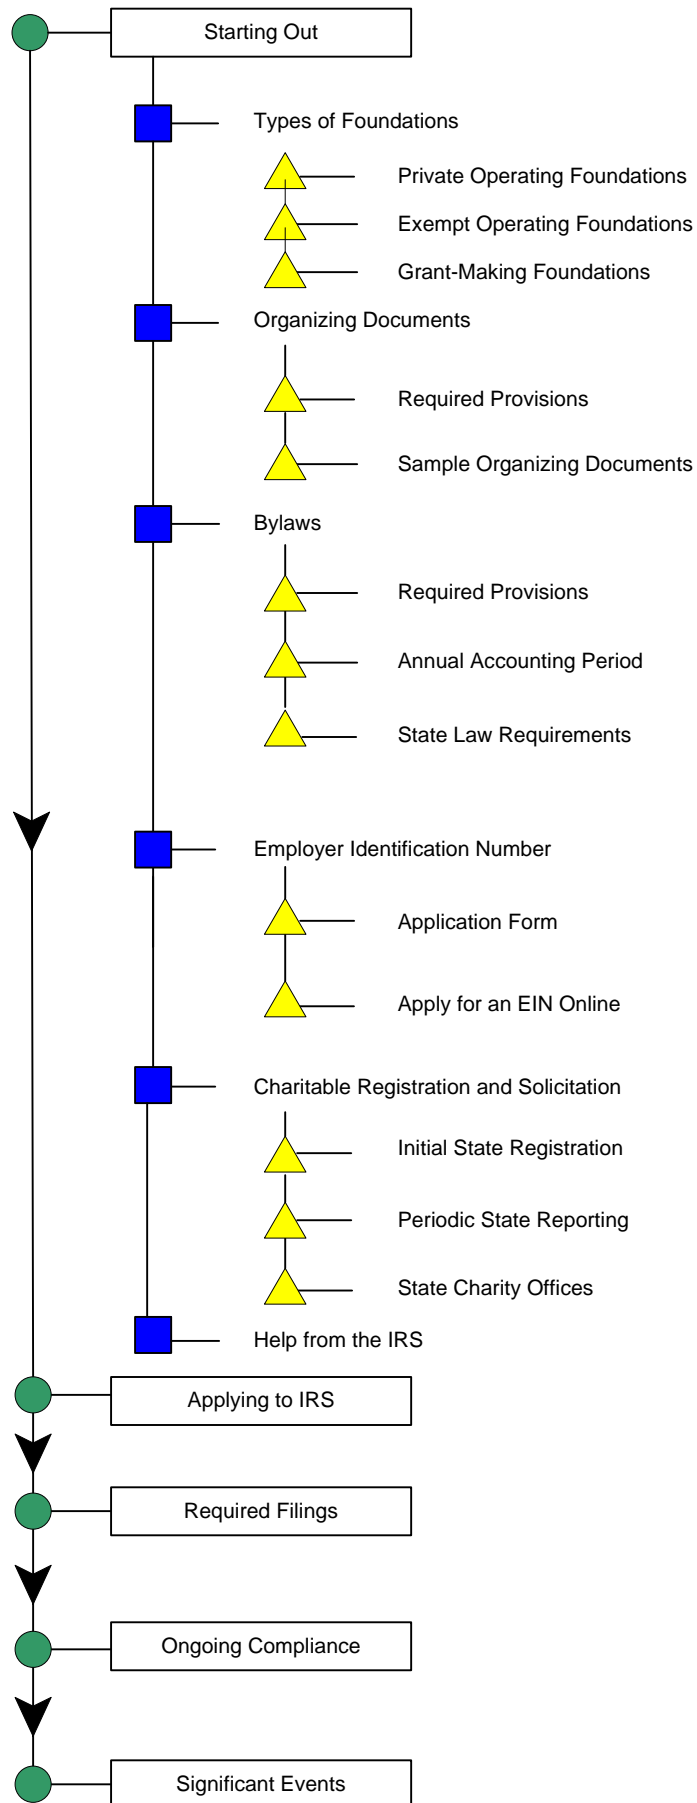 Starting Out
Types of Foundations
Private Operating Foundations
Exempt Operating Foundations
Grant-Making Foundations
Organizing Documents
Required Provisions
Sample Organizing Documents
Bylaws
Required Provisions
Annual Accounting Period
State Law Requirements
Employer Identification Number
Application Form
Apply for an EIN Online
Charitable Registration and Solicitation
Initial State Registration
Periodic State Reporting
State Charity Offices
Help from the IRS
Applying to IRS
Required Filings
Ongoing Compliance
Significant Events